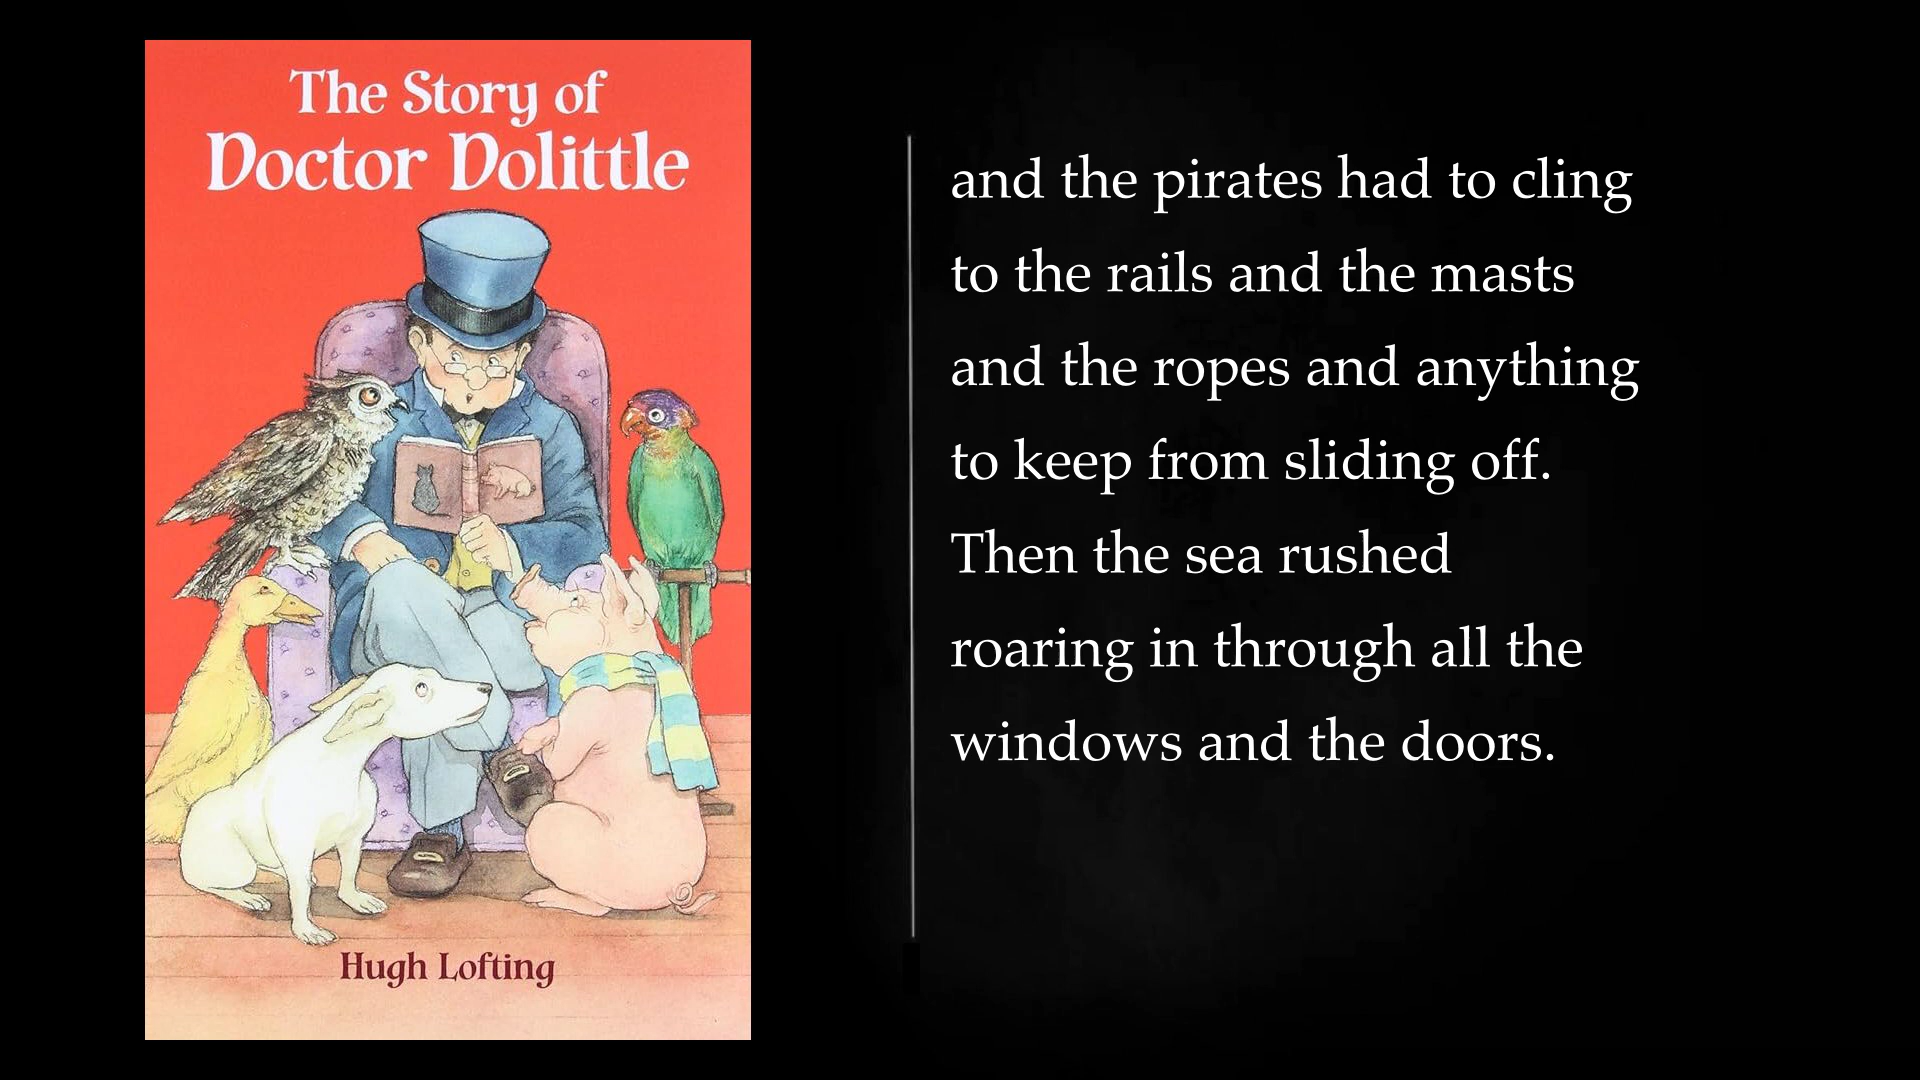 The Story of
Doctor Dolittle
Hugh Lofting
and the pirates had to cling
to the rails and the masts
and the ropes and anything
to keep from sliding off.
Then the sea rushed
roaring in through all the
windows and the doors.